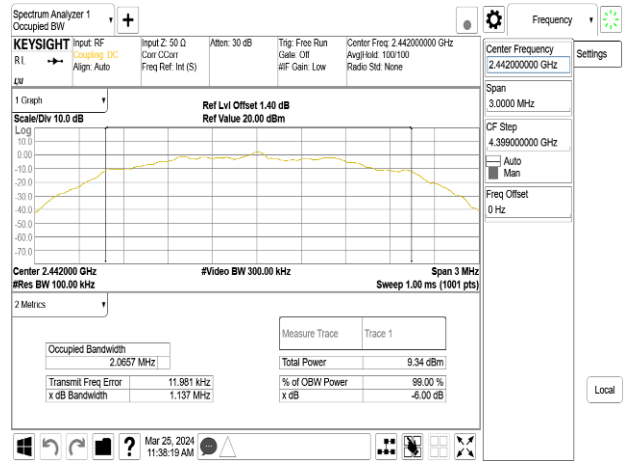 Spectrum Analyzer 1
Occupied BW
Frequency
KEYSIGHT
R L
Input: RF
Coupling: DC
Align: Auto
Input Z: 50 Ω
Corr CCorr
Freq Ref: Int (S)
Atten: 30 dB
Trig: Free Run
Gate: Off
#IF Gain: Low
Center Freq: 2.442000000 GHz
Avg|Hold: 100/100
Radio Std: None
LXI
Center Frequency
2.442000000 GHz
Settings
Span
3.0000 MHz
CF Step
4.399000000 GHz
Auto
Man
Freq Offset
0 Hz
Local
1 Graph
Scale/Div 10.0 dB
Ref Lvl Offset 1.40 dB
Ref Value 20.00 dBm
Log
10.0
0.00
-10.0
-20.0
-30.0
-40.0
-50.0
-60.0
-70.0
Center 2.442000 GHz
#Video BW 300.00 kHz
Span 3 MHz
#Res BW 100.00 kHz
Sweep 1.00 ms (1001 pts)
2 Metrics
Measure Trace
Trace 1
Occupied Bandwidth
2.0657 MHz
Total Power
9.34 dBm
Transmit Freq Error
11.981 kHz
% of OBW Power
99.00 %
x dB Bandwidth
1.137 MHz
x dB
-6.00 dB
?
Mar 25, 2024
11:38:19 AM